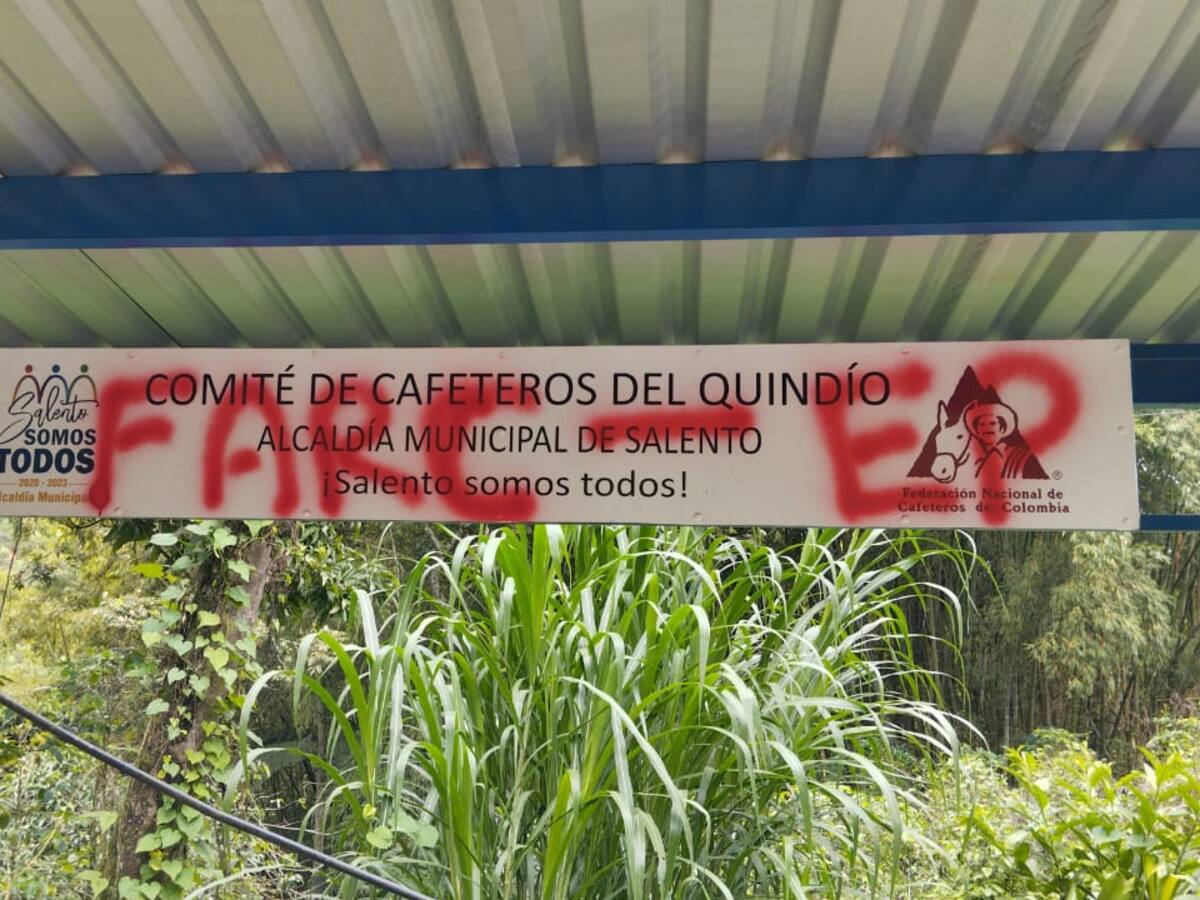 Salento
SOMOS
TODOS
2020 - 2023
Alcaldía Municipal
COMITÉ DE CAFETEROS DEL QUINDÍO
ALCALDÍA MUNICIPAL DE SALENTO
¡Salento somos todos!
FARC - EP
Federación Nacional de
Cafeteros de Colombia
®